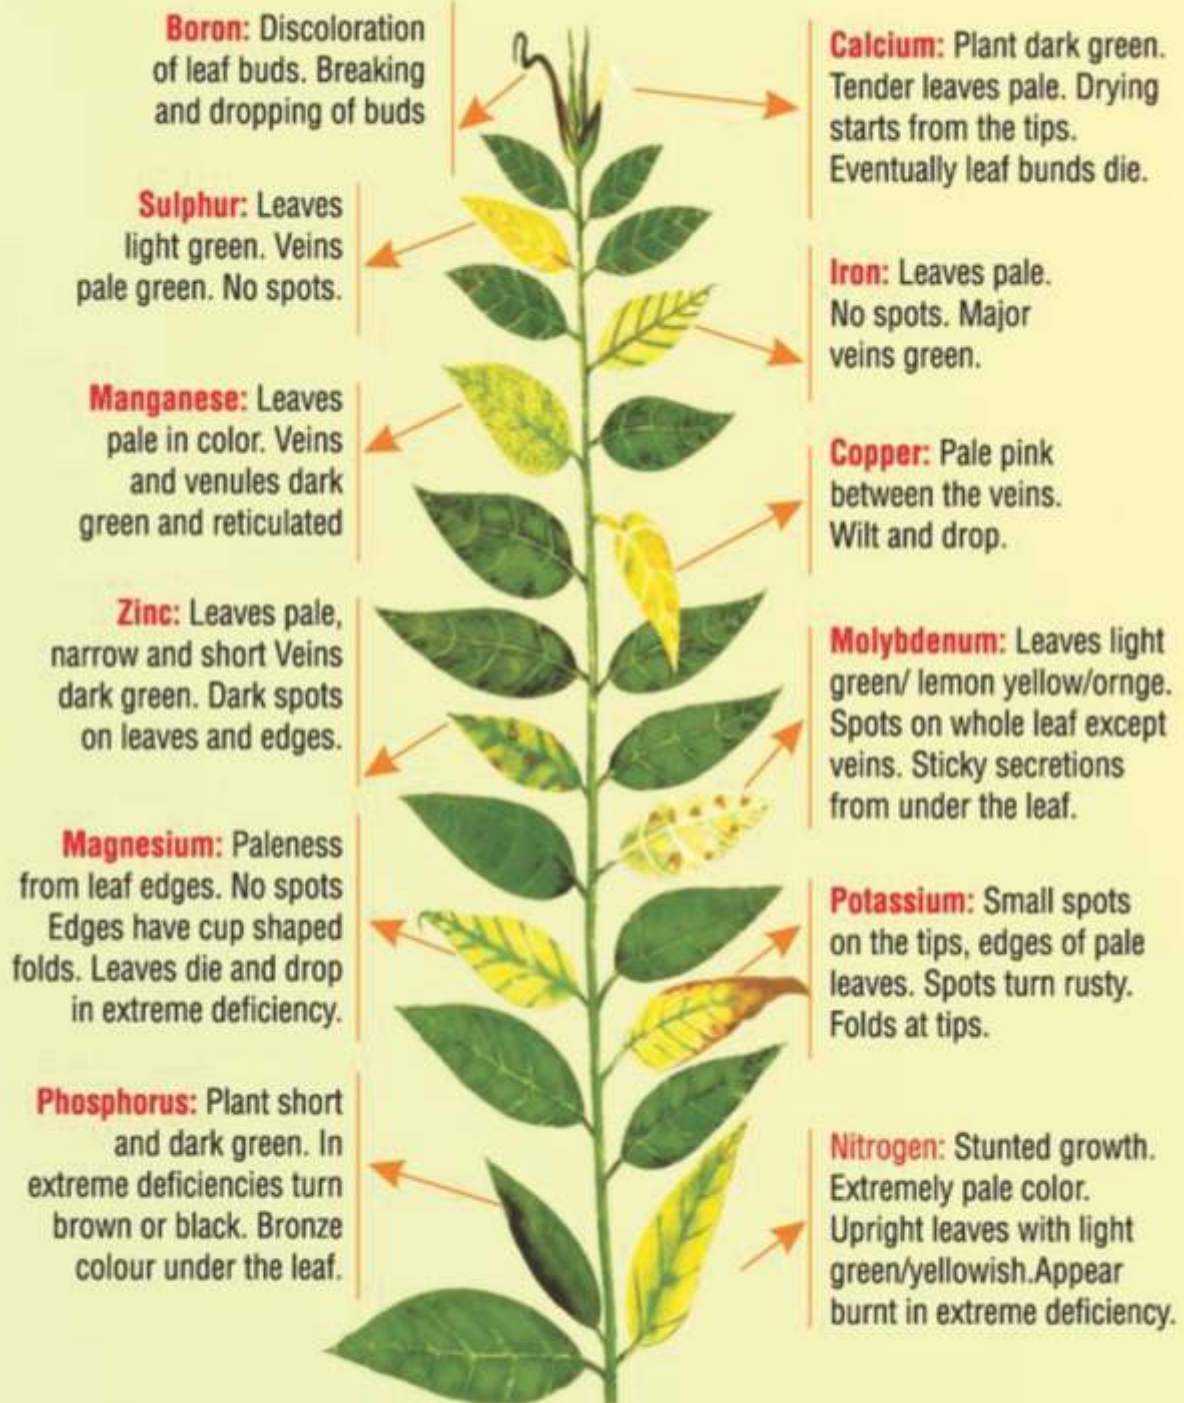 Boron: Discoloration
of leaf buds. Breaking
and dropping of buds
Sulphur: Leaves
light green. Veins
pale green. No spots.
Manganese: Leaves
pale in color. Veins
and venules dark
green and reticulated
Zinc: Leaves pale,
narrow and short Veins
dark green. Dark spots
on leaves and edges.
Magnesium: Paleness
from leaf edges. No spots
Edges have cup shaped
folds. Leaves die and drop
in extreme deficiency.
Phosphorus: Plant short
and dark green. In
extreme deficiencies turn
brown or black. Bronze
colour under the leaf.
Calcium: Plant dark green.
Tender leaves pale. Drying
starts from the tips.
Eventually leaf bunds die.
Iron: Leaves pale.
No spots. Major
veins green.
Copper: Pale pink
between the veins.
Wilt and drop.
Molybdenum: Leaves light
green/ lemon yellow/ornge.
Spots on whole leaf except
veins. Sticky secretions
from under the leaf.
Potassium: Small spots
on the tips, edges of pale
leaves. Spots turn rusty.
Folds at tips.
Nitrogen: Stunted growth.
Extremely pale color.
Upright leaves with light
green/yellowish.Appear
burnt in extreme deficiency.